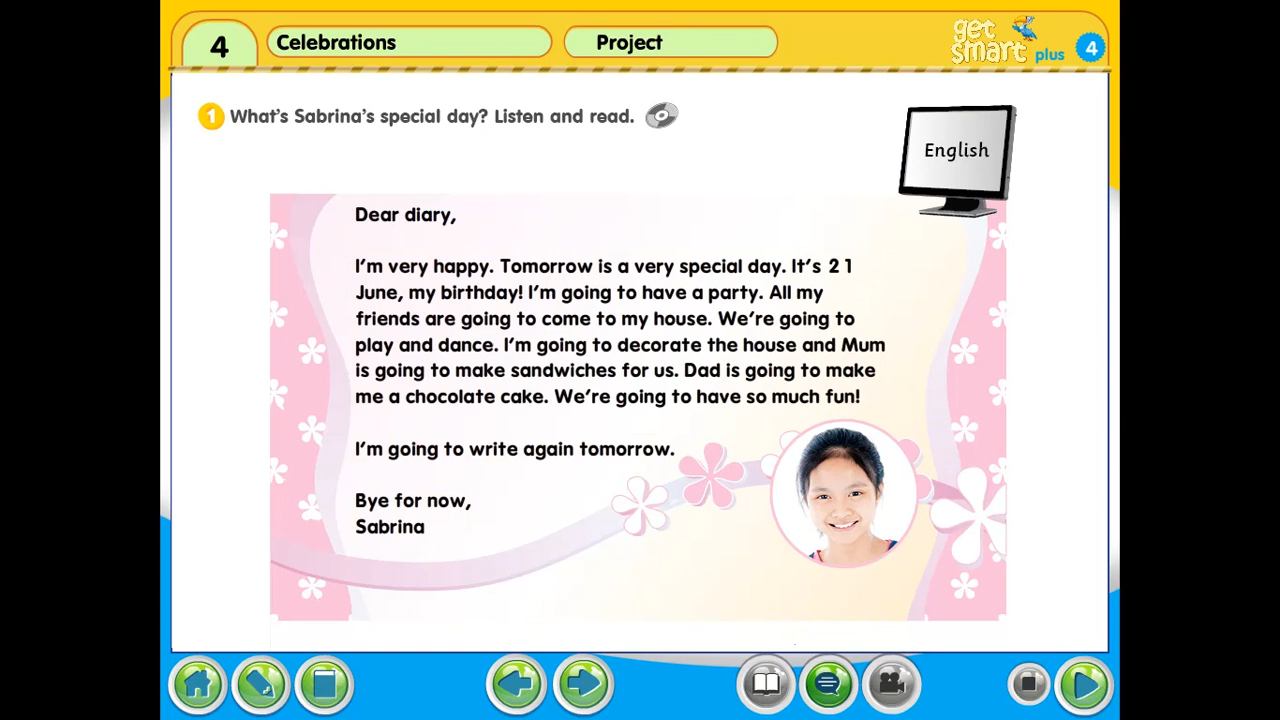 4
Celebrations
Project
get smart plus 4
1 What's Sabrina's special day? Listen and read.
English
Dear diary,
I'm very happy. Tomorrow is a very special day. It's 21
June, my birthday! I'm going to have a party. All my
friends are going to come to my house. We're going to
play and dance. I'm going to decorate the house and Mum
is going to make sandwiches for us. Dad is going to make
me a chocolate cake. We're going to have so much fun!
I'm going to write again tomorrow.
Bye for now,
Sabrina